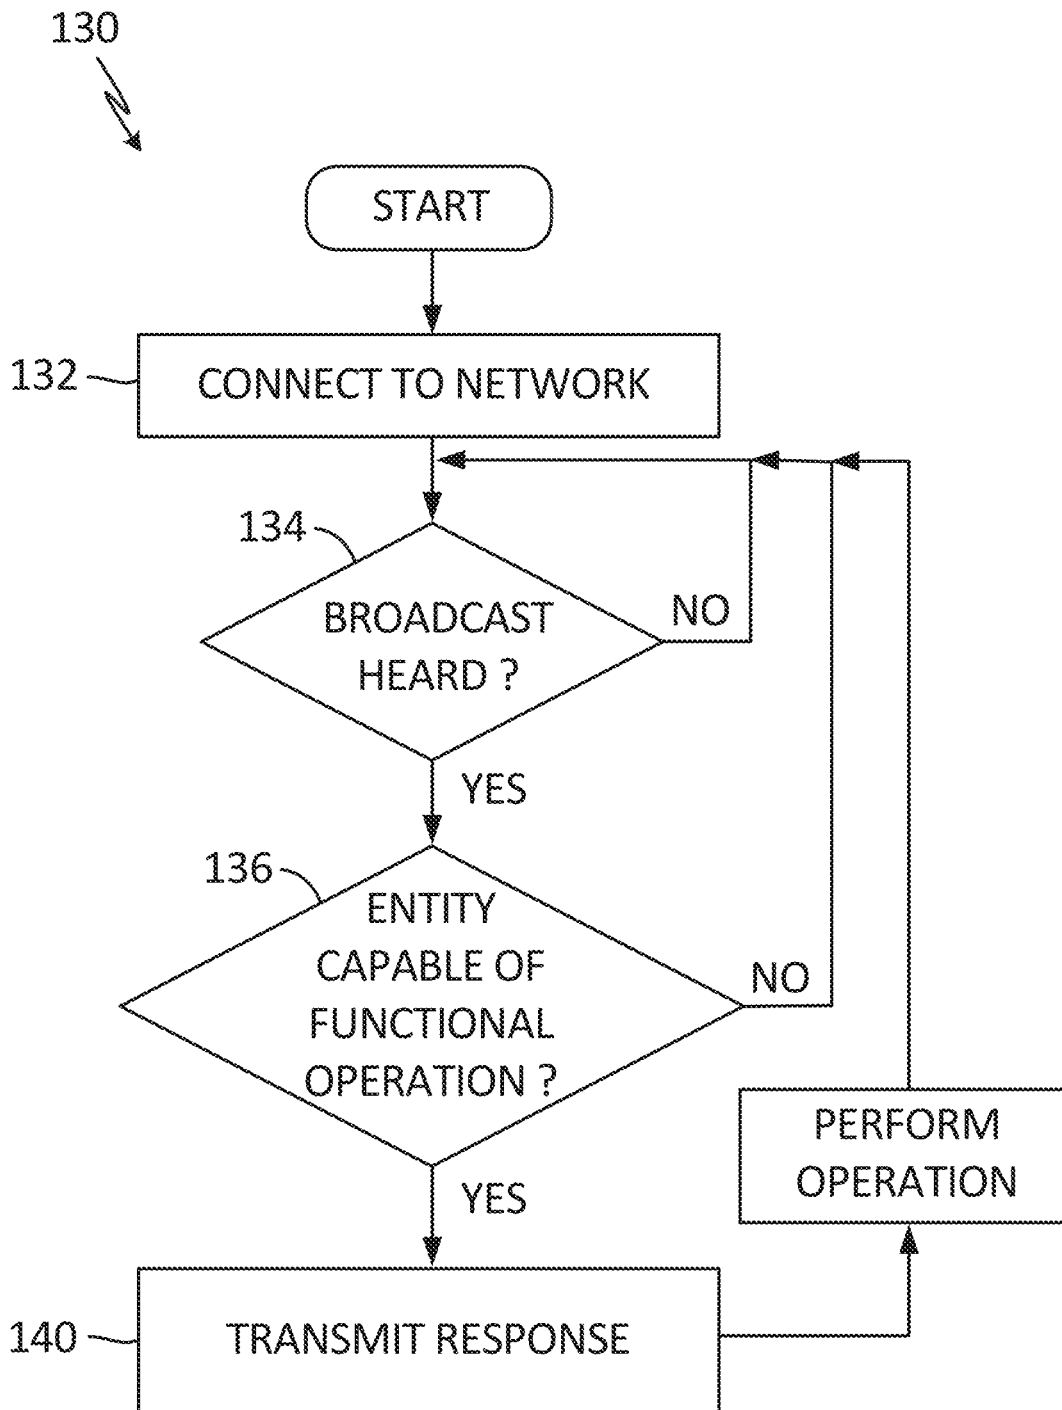 130
START
132
CONNECT TO NETWORK
134
BROADCAST
HEARD ?
NO
YES
136
ENTITY
CAPABLE OF
FUNCTIONAL
OPERATION ?
NO
YES
PERFORM
OPERATION
140
TRANSMIT RESPONSE